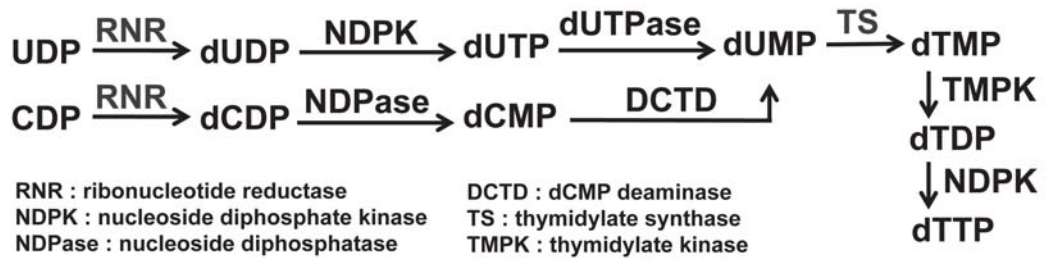 RNR NDPK dUTPase TS
UDP dUDP dUTP dUMP dTMP
RNR NDPase DCTD TMPK
CDP dCDP dCMP dTDP
NDPK
dTTP
RNR : ribonucleotide reductase
NDPK : nucleoside diphosphate kinase
NDPase : nucleoside diphosphatase
DCTD : dCMP deaminase
TS : thymidylate synthase
TMPK : thymidylate kinase